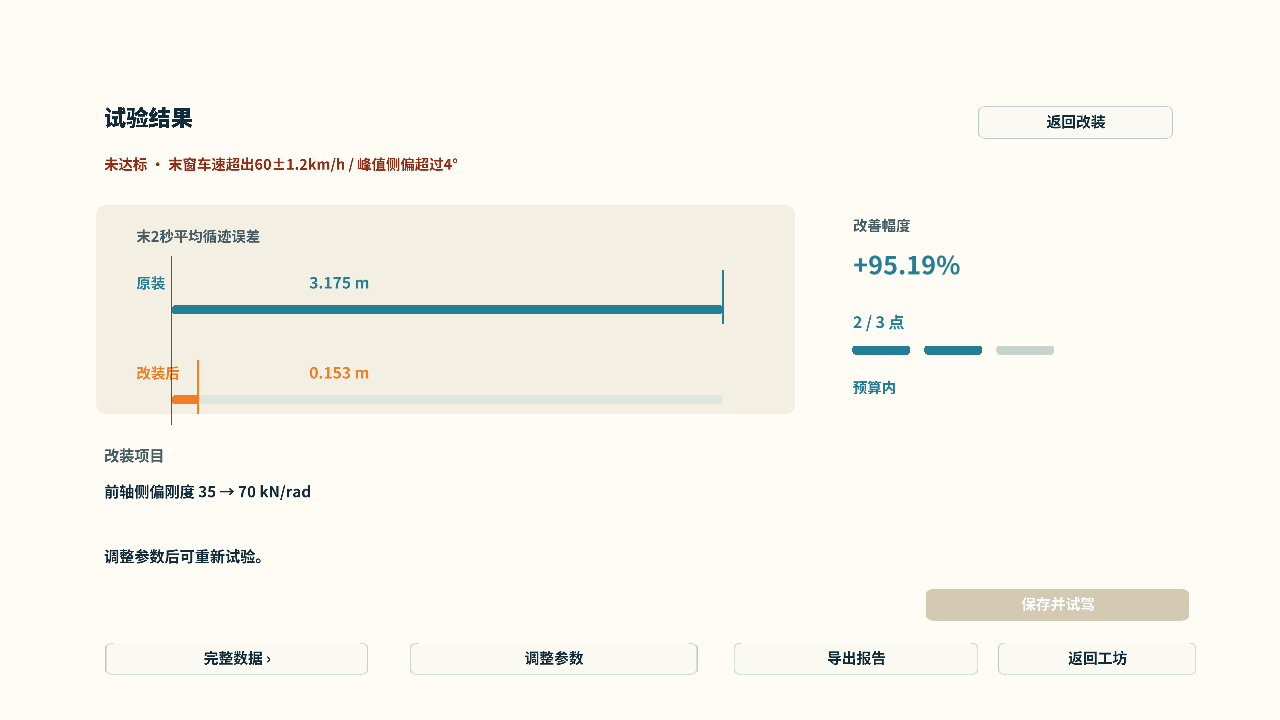 试验结果
返回改装
未达标 · 末窗车速超出60±1.2km/h / 峰值侧偏超过4°
末2秒平均循迹误差
改善幅度
原装 3.175 m
+95.19%
2 / 3 点
改装后 0.153 m
预算内
改装项目
前轴侧偏刚度 35 → 70 kN/rad
调整参数后可重新试验。
保存并试驾
完整数据 ›
调整参数
导出报告
返回工坊